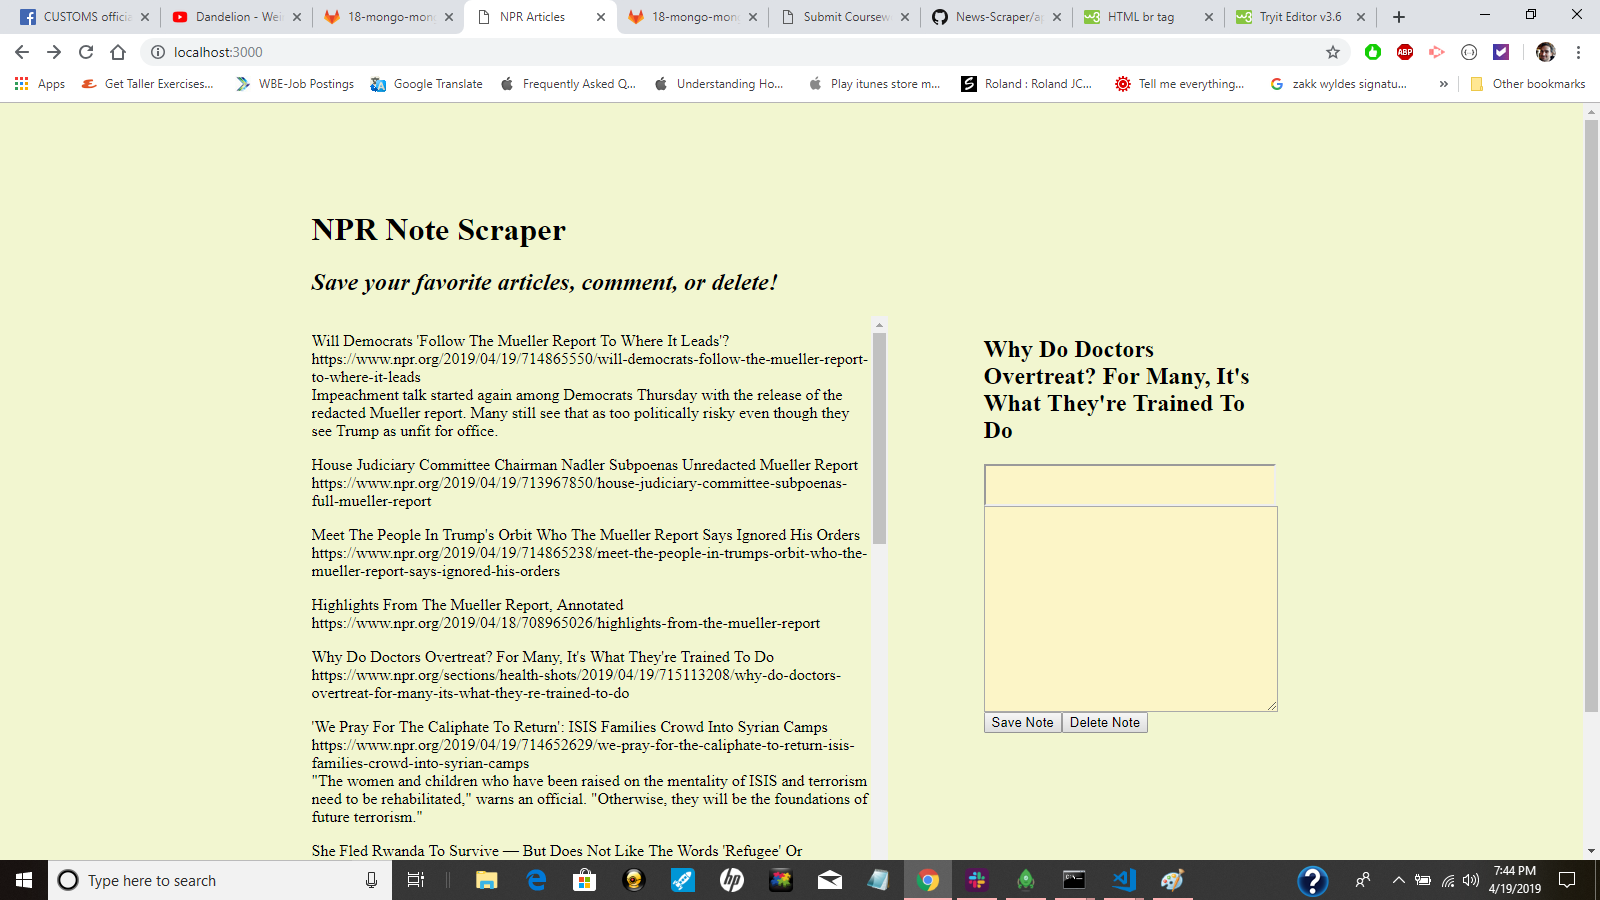 CUSTOMS officia
Dandelion - Wei
18-mongo-mon
NPR Articles
18-mongo-mon
Submit Coursew
News-Scraper/a
HTML br tag
Tryit Editor v3.6
localhost:3000
ABP
Apps
Get Taller Exercises...
WBE-Job Postings
Google Translate
Frequently Asked Q...
Understanding Ho...
Play itunes store m...
Roland : Roland JC...
Tell me everything...
zakk wyldes signatu...
»
Other bookmarks
NPR Note Scraper
Save your favorite articles, comment, or delete!
Will Democrats 'Follow The Mueller Report To Where It Leads'?
https://www.npr.org/2019/04/19/714865550/will-democrats-follow-the-mueller-report-
to-where-it-leads
Impeachment talk started again among Democrats Thursday with the release of the
redacted Mueller report. Many still see that as too politically risky even though they
see Trump as unfit for office.
House Judiciary Committee Chairman Nadler Subpoenas Unredacted Mueller Report
https://www.npr.org/2019/04/19/713967850/house-judiciary-committee-subpoenas-
full-mueller-report
Meet The People In Trump's Orbit Who The Mueller Report Says Ignored His Orders
https://www.npr.org/2019/04/19/714865238/meet-the-people-in-trumps-orbit-who-the-
mueller-report-says-ignored-his-orders
Highlights From The Mueller Report, Annotated
https://www.npr.org/2019/04/18/708965026/highlights-from-the-mueller-report
Why Do Doctors Overtreat? For Many, It's What They're Trained To Do
https://www.npr.org/sections/health-shots/2019/04/19/715113208/why-do-doctors-
overtreat-for-many-its-what-they-re-trained-to-do
'We Pray For The Caliphate To Return': ISIS Families Crowd Into Syrian Camps
https://www.npr.org/2019/04/19/714652629/we-pray-for-the-caliphate-to-return-isis-
families-crowd-into-syrian-camps
"The women and children who have been raised on the mentality of ISIS and terrorism
need to be rehabilitated," warns an official. "Otherwise, they will be the foundations of
future terrorism."
She Fled Rwanda To Survive — But Does Not Like The Words 'Refugee' Or
Why Do Doctors
Overtreat? For Many, It's
What They're Trained To
Do
Save Note
Delete Note
Type here to search
7:44 PM
4/19/2019